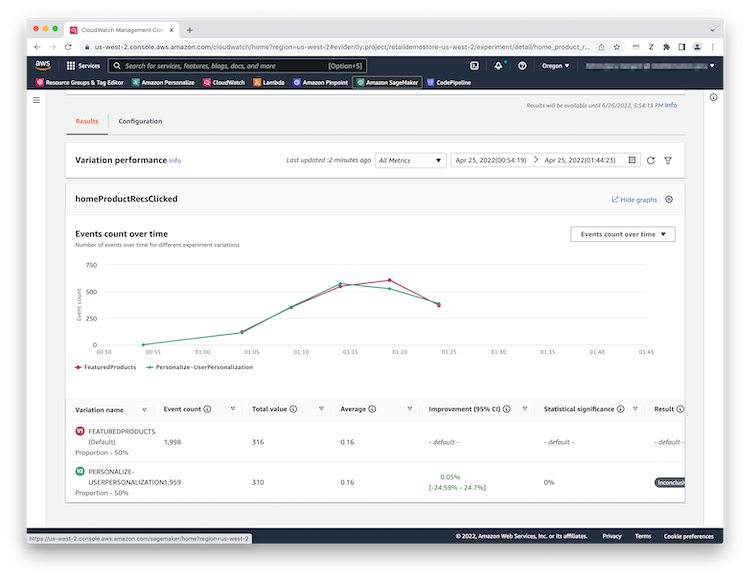 CloudWatch Management Con
us-west-2.console.aws.amazon.com/cloudwatch/home?region=us-west-2#evidently:project/retaildemostore-us-west-2/experiment/detail/home_product_r...
aws
Services
Search for services, features, blogs, docs, and more
[Option+S]
Oregon
Resource Groups & Tag Editor
Amazon Personalize
CloudWatch
Lambda
Amazon Pinpoint
Amazon SageMaker
CodePipeline
Results will be available until 6/26/2022, 5:54:19 PM Info
Results
Configuration
Variation performance Info
Last updated :2 minutes ago
All Metrics
Apr 25, 2022(00:54:19) > Apr 25, 2022(01:44:23)
homeProductRecsClicked
Hide graphs
Events count over time
Number of events over time for different experiment variations
Events count over time
Event count
750
500
250
0
00:50 00:55 01:00 01:05 01:10 01:15 01:20 01:25 01:30 01:35 01:40 01:45
FeaturedProducts
Personalize-UserPersonalization
Variation name
Event count
Total value
Average
Improvement (95% CI)
Statistical significance
Result
V1 FEATUREDPRODUCTS
(Default)
Proportion - 50%
1,998
316
0.16
- default -
- default -
- default -
V2 PERSONALIZE-
USERPERSONALIZATION
Proportion - 50%
1,959
310
0.16
0.05%
[-24.59% - 24.7%]
0%
Inconclusi
https://us-west-2.console.aws.amazon.com/sagemaker/home?region=us-west-2
© 2022, Amazon Web Services, Inc. or its affiliates.
Privacy
Terms
Cookie preferences